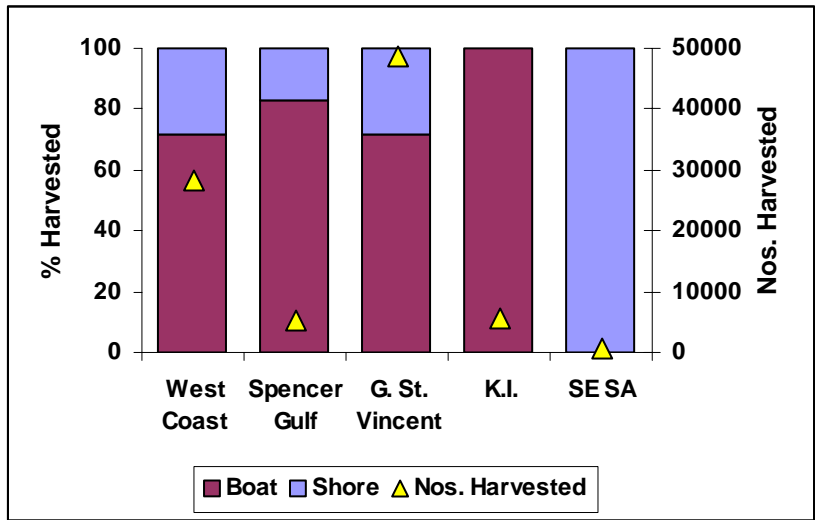 % Harvested
100
80
60
40
20
0
50000
40000
30000
20000
10000
0
Nos. Harvested
West
Coast
Spencer
Gulf
G. St.
Vincent
K.I.
SE SA
Boat Shore Nos. Harvested